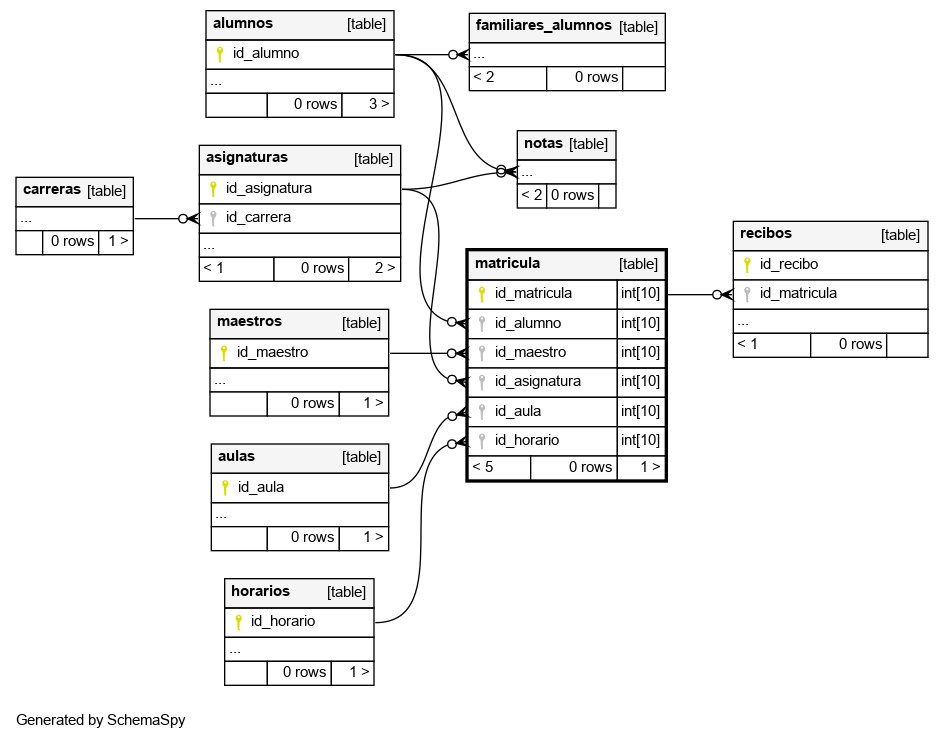 alumnos [table]
id_alumno
...
0 rows 3 >
familiares_alumnos [table]
...
< 2 0 rows
notas [table]
...
< 2 0 rows
asignaturas [table]
id_asignatura
id_carrera
...
< 1 0 rows 2 >
carreras [table]
...
0 rows 1 >
matricula [table]
id_matricula int[10]
id_alumno int[10]
id_maestro int[10]
id_asignatura int[10]
id_aula int[10]
id_horario int[10]
< 5 0 rows 1 >
recibos [table]
id_recibo
id_matricula
...
< 1 0 rows
maestros [table]
id_maestro
...
0 rows 1 >
aulas [table]
id_aula
...
0 rows 1 >
horarios [table]
id_horario
...
0 rows 1 >
Generated by SchemaSpy